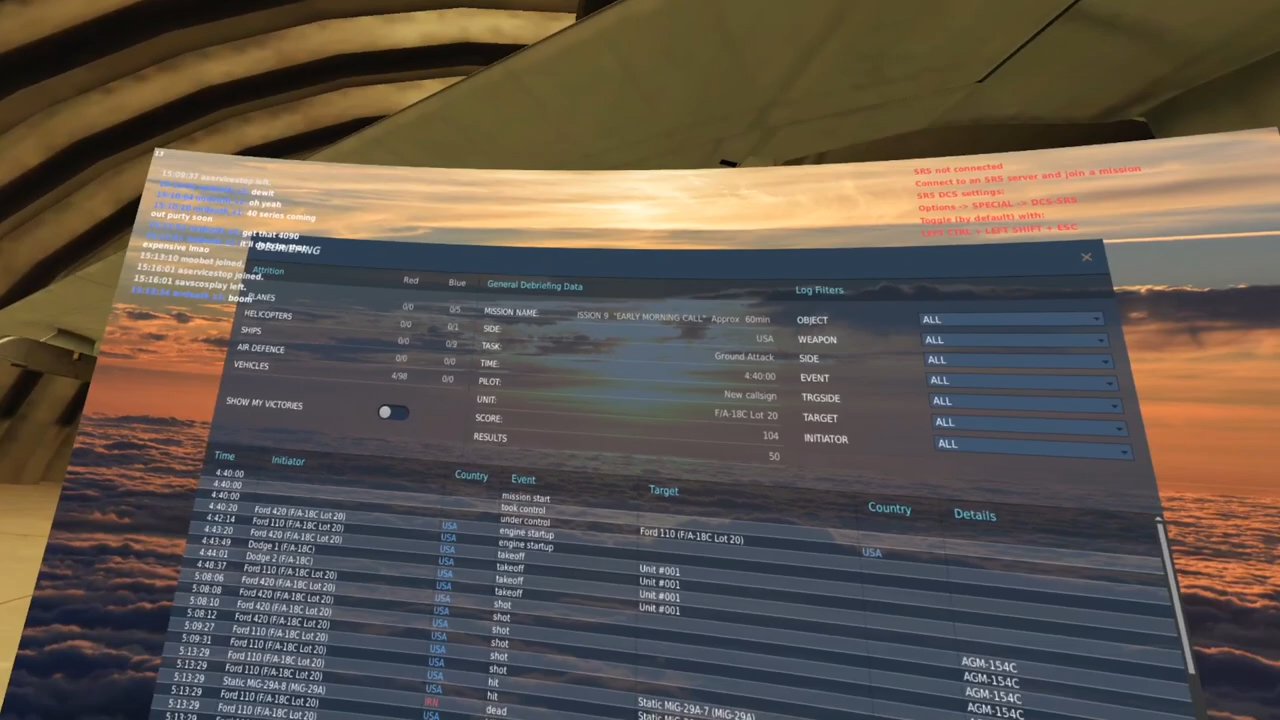 13
15:09:37 aservicestop left.
dewit
oh yeah
40 series coming
out purty soon
get that 4090
expensive lmao
15:13:10 moobot joined.
15:16:01 aservicestop joined.
15:16:01 savscosplay left.
boom
SRS not connected
Connect to an SRS server and join a mission
SRS DCS settings:
Options -> SPECIAL -> DCS-SRS
Toggle (by default) with:
LEFT CTRL + LEFT SHIFT + ESC
DEBRIEFING
Attrition
Red Blue
PLANES 0/0 0/5
HELICOPTERS 0/0 0/1
SHIPS 0/0 0/9
AIR DEFENCE 0/0 0/0
VEHICLES 4/98 0/0
SHOW MY VICTORIES
General Debriefing Data
MISSION NAME: ISSION 9 "EARLY MORNING CALL" Approx 60min
SIDE: USA
TASK: Ground Attack
TIME: 4:40:00
PILOT: New callsign
UNIT: F/A-18C Lot 20
SCORE: 104
RESULTS 50
Log Filters
OBJECT ALL
WEAPON ALL
SIDE ALL
EVENT ALL
TRGSIDE ALL
TARGET ALL
INITIATOR ALL
Time Initiator Country Event Target Country Details
4:40:00 mission start
4:40:00 took control
4:40:00 under control Ford 110 (F/A-18C Lot 20) USA
4:40:20 Ford 420 (F/A-18C Lot 20) USA engine startup
4:42:14 Ford 110 (F/A-18C Lot 20) USA engine startup
4:43:20 Ford 420 (F/A-18C Lot 20) USA takeoff Unit #001
4:43:49 Dodge 1 (F/A-18C) USA takeoff Unit #001
4:44:01 Dodge 2 (F/A-18C) USA takeoff Unit #001
4:48:37 Ford 110 (F/A-18C Lot 20) USA takeoff Unit #001
5:08:06 Ford 420 (F/A-18C Lot 20) USA shot AGM-154C
5:08:08 Ford 420 (F/A-18C Lot 20) USA shot AGM-154C
5:08:10 Ford 420 (F/A-18C Lot 20) USA shot AGM-154C
5:08:12 Ford 420 (F/A-18C Lot 20) USA shot AGM-154C
5:09:27 Ford 110 (F/A-18C Lot 20) USA shot
5:09:31 Ford 110 (F/A-18C Lot 20) USA shot
5:13:29 Ford 110 (F/A-18C Lot 20) USA hit Static MiG-29A-7 (MiG-29A)
5:13:29 Ford 110 (F/A-18C Lot 20) USA hit
5:13:29 Static MiG-29A-8 (MiG-29A) IRN dead
5:13:29 Ford 110 (F/A-18C Lot 20) USA
5:13:29 Ford 110 (F/A-18C Lot 20)